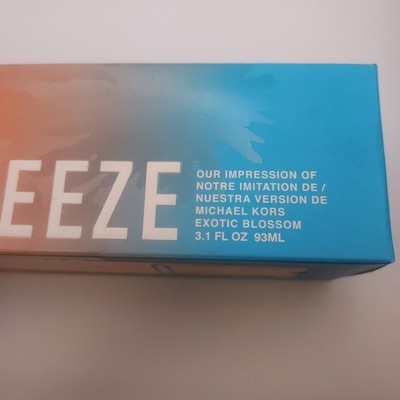 EEZE
OUR IMPRESSION OF
NOTRE IMITATION DE /
NUESTRA VERSION DE
MICHAEL KORS
EXOTIC BLOSSOM
3.1 FL OZ 93ML